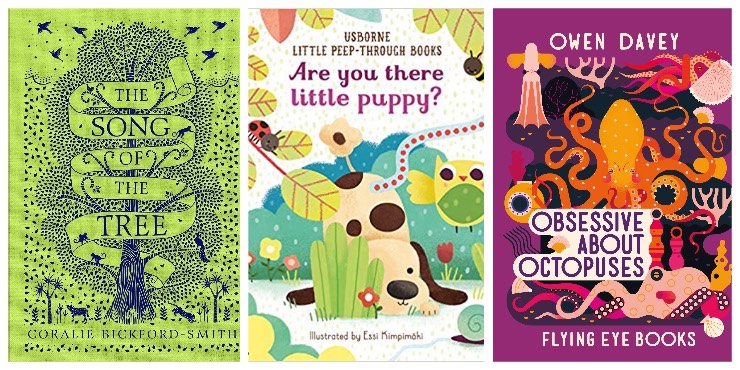 THE
SONG
OF
THE
TREE
CORALIE BICKFORD-SMITH
USBORNE
LITTLE PEEP-THROUGH BOOKS
Are you there
little puppy?
Illustrated by Essi Kimpimäki
OWEN DAVEY
OBSESSIVE
ABOUT
OCTOPUSES
FLYING EYE BOOKS